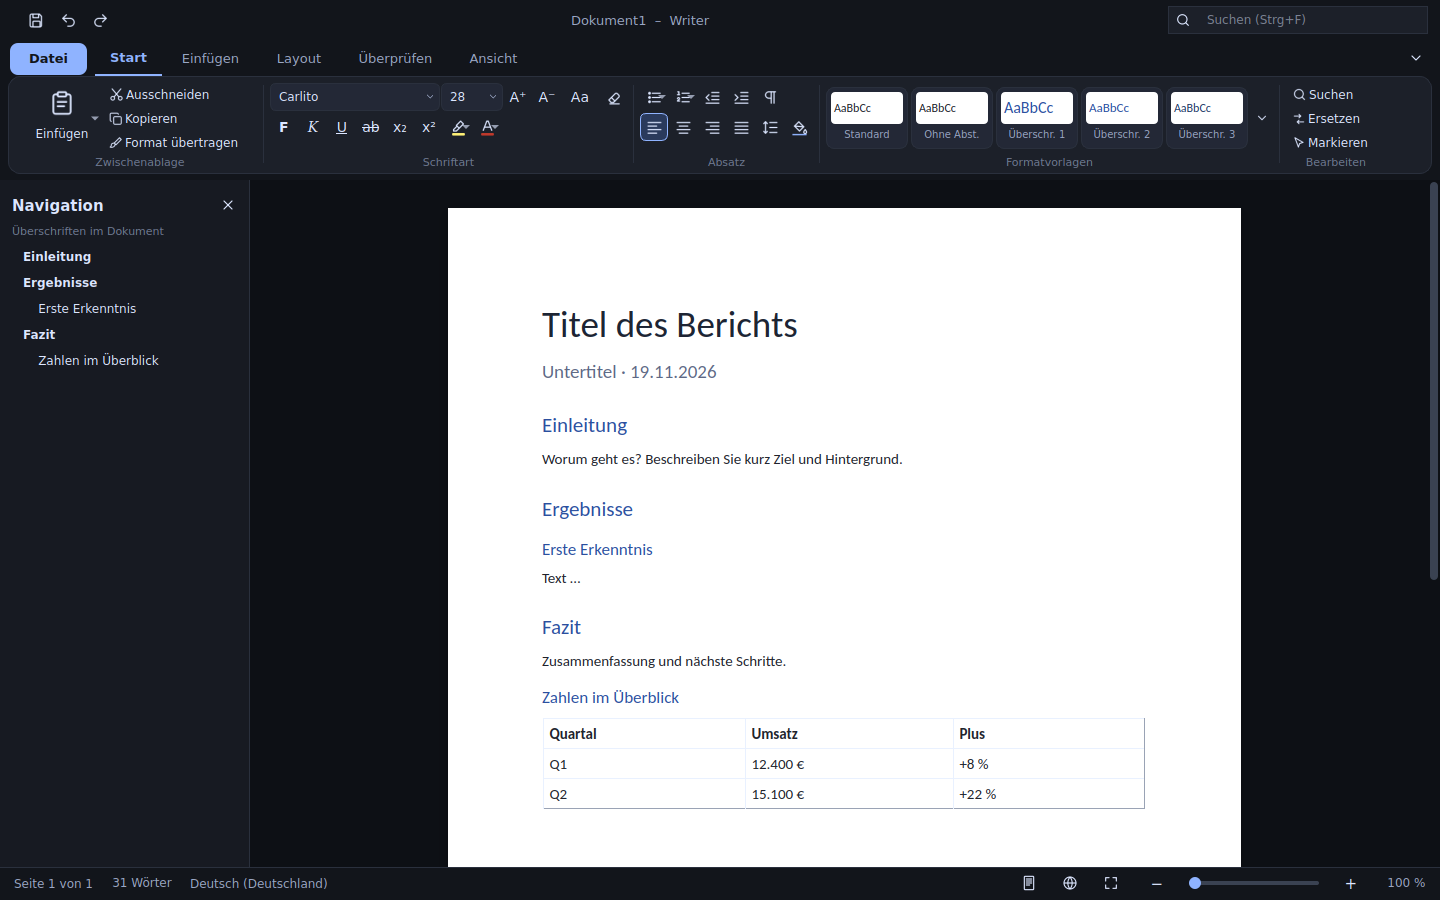 Dokument1 – Writer
Suchen (Strg+F)
Datei Start Einfügen Layout Überprüfen Ansicht
Einfügen
Ausschneiden
Kopieren
Format übertragen
Zwischenablage
Carlito 28 A⁺ A⁻ Aa
F K U ab x₂ x² A
Schriftart
Absatz
AaBbCc AaBbCc AaBbCc AaBbCc AaBbCc
Standard Ohne Abst. Überschr. 1 Überschr. 2 Überschr. 3
Formatvorlagen
Suchen
Ersetzen
Markieren
Bearbeiten
Navigation
Überschriften im Dokument
Einleitung
Ergebnisse
Erste Erkenntnis
Fazit
Zahlen im Überblick
Titel des Berichts
Untertitel · 19.11.2026
Einleitung
Worum geht es? Beschreiben Sie kurz Ziel und Hintergrund.
Ergebnisse
Erste Erkenntnis
Text ...
Fazit
Zusammenfassung und nächste Schritte.
Zahlen im Überblick
Quartal Umsatz Plus
Q1 12.400 € +8 %
Q2 15.100 € +22 %
Seite 1 von 1 31 Wörter Deutsch (Deutschland) 100 %